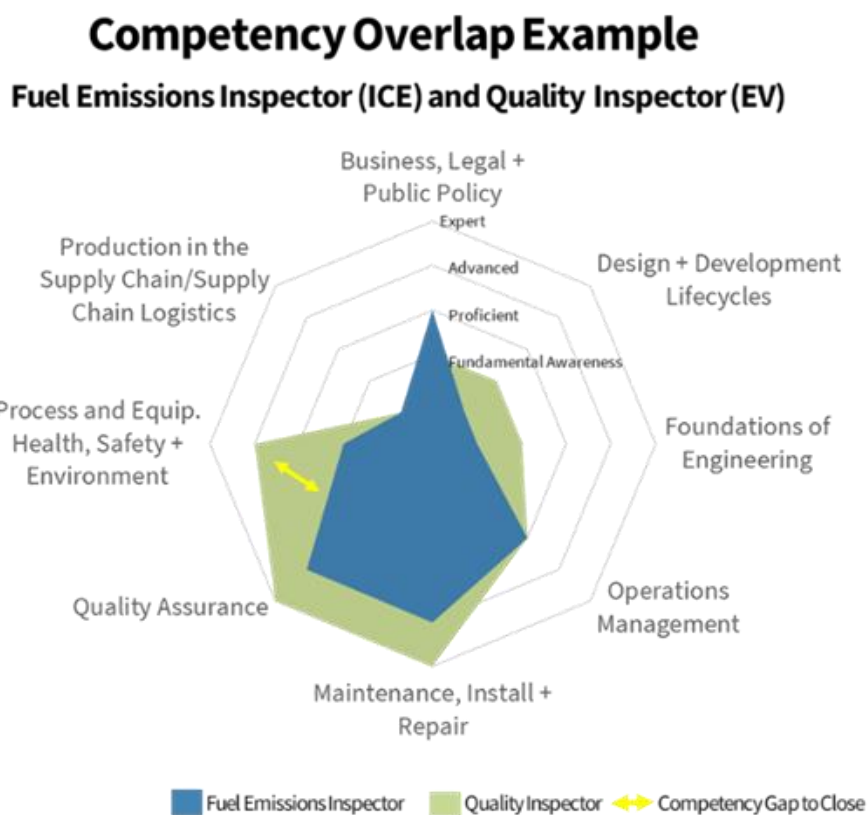 Competency Overlap Example
Fuel Emissions Inspector (ICE) and Quality Inspector (EV)
Business, Legal +
Public Policy
Expert
Advanced
Proficient
Fundamental Awareness
Design + Development
Lifecycles
Foundations of
Engineering
Operations
Management
Maintenance, Install +
Repair
Quality Assurance
Process and Equip.
Health, Safety +
Environment
Production in the
Supply Chain/Supply
Chain Logistics
Fuel Emissions Inspector
Quality Inspector
Competency Gap to Close